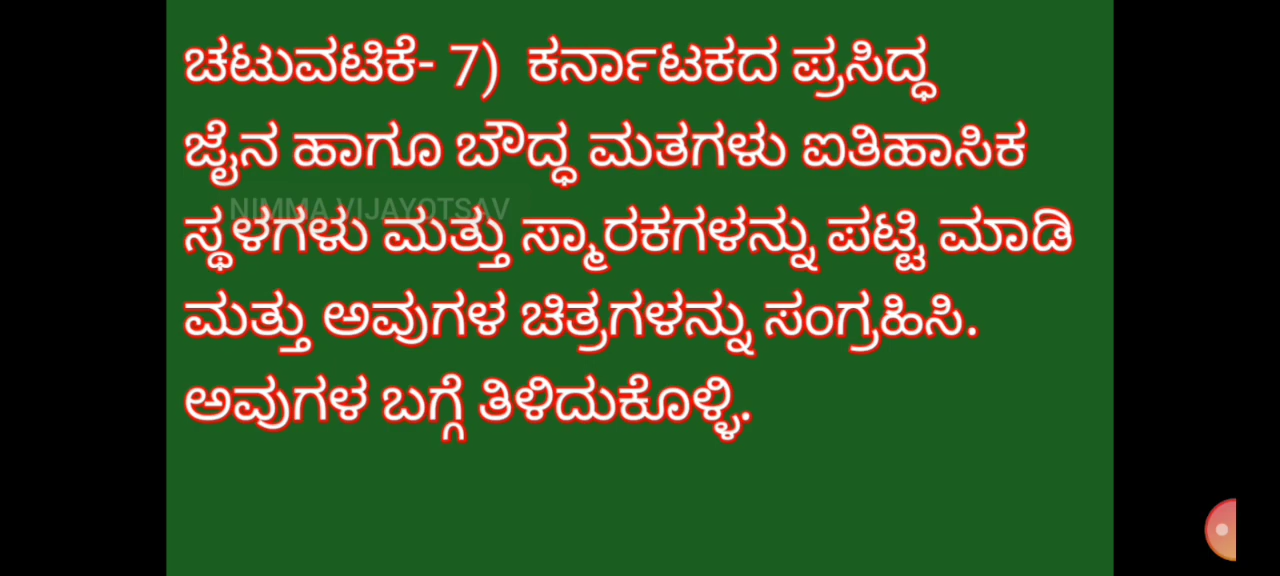 ಚಟುವಟಿಕೆ- 7) ಕರ್ನಾಟಕದ ಪ್ರಸಿದ್ಧ
ಜೈನ ಹಾಗೂ ಬೌದ್ಧ ಮತಗಳು ಐತಿಹಾಸಿಕ
NIMMA VIJAYOTSAV
ಸ್ಥಳಗಳು ಮತ್ತು ಸ್ಮಾರಕಗಳನ್ನು ಪಟ್ಟಿ ಮಾಡಿ
ಮತ್ತು ಅವುಗಳ ಚಿತ್ರಗಳನ್ನು ಸಂಗ್ರಹಿಸಿ.
ಅವುಗಳ ಬಗ್ಗೆ ತಿಳಿದುಕೊಳ್ಳಿ.